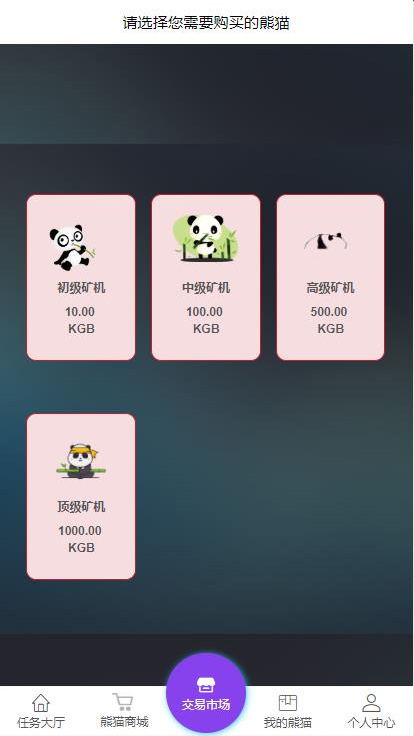 请选择您需要购买的熊猫
初级矿机
10.00
KGB
中级矿机
100.00
KGB
高级矿机
500.00
KGB
顶级矿机
1000.00
KGB
任务大厅
熊猫商城
交易市场
我的熊猫
个人中心